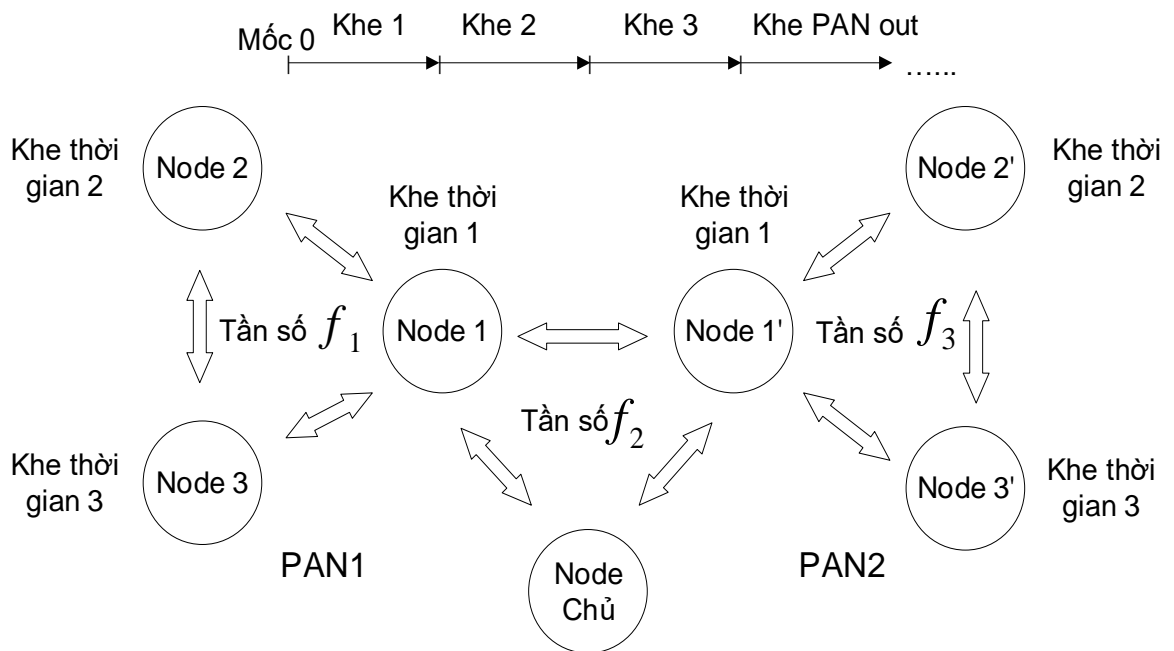 Mốc 0 Khe 1 Khe 2 Khe 3 Khe PAN out ......
Khe thời
gian 2
Node 2
Khe thời
gian 1
Khe thời
gian 1
Node 2'
Khe thời
gian 2
Tần số f1
Node 1
Node 1'
Tần số f3
Tần số f2
Khe thời
gian 3
Node 3
Node 3'
Khe thời
gian 3
PAN1
Node
Chủ
PAN2